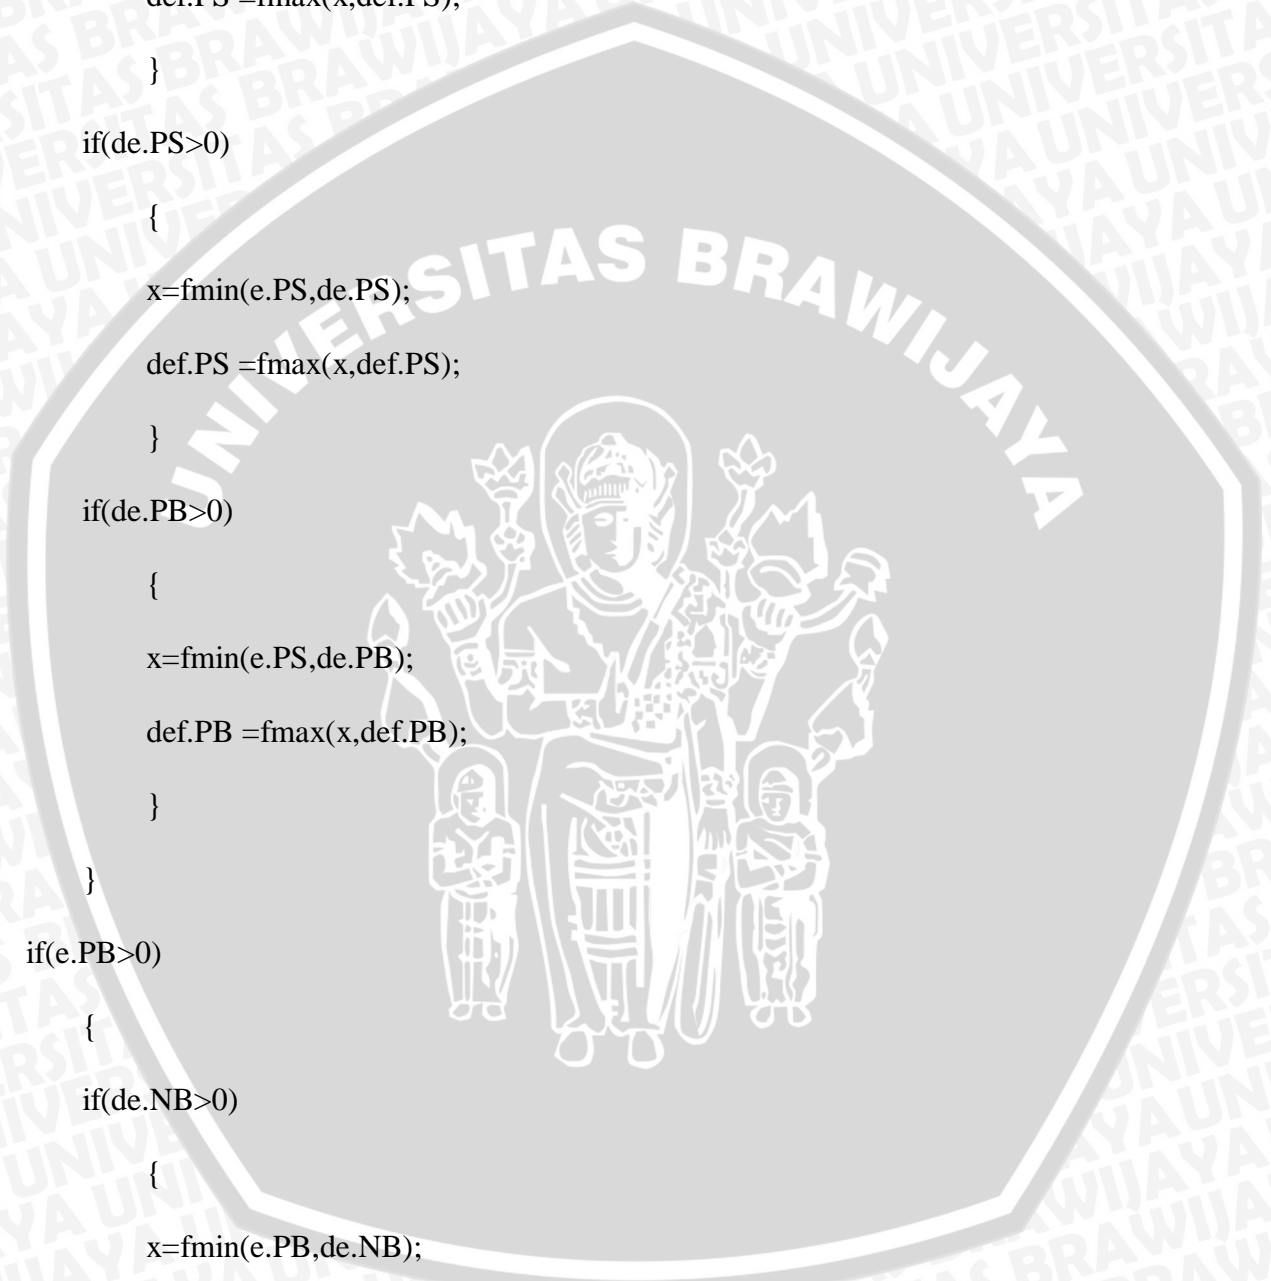 def.PS =fmax(x,def.PS);
}
if(de.PS>0)
{
x=fmin(e.PS,de.PS);
def.PS =fmax(x,def.PS);
}
if(de.PB>0)
{
x=fmin(e.PS,de.PB);
def.PB =fmax(x,def.PB);
}
}
if(e.PB>0)
{
if(de.NB>0)
{
x=fmin(e.PB,de.NB);
UNIVERSITAS BRAWIJAYA